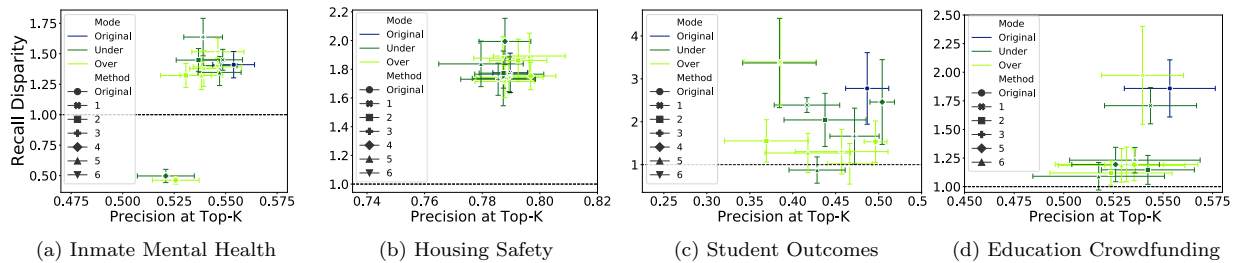 Recall Disparity
1.75
1.50
1.25
1.00
0.75
0.50
Mode
Original
Under
Over
Method
Original
1
2
3
4
5
6
0.475 0.500 0.525 0.550 0.575
Precision at Top-K
(a) Inmate Mental Health
2.2
2.0
1.8
1.6
1.4
1.2
1.0
Mode
Original
Under
Over
Method
Original
1
2
3
4
5
6
0.74 0.76 0.78 0.80 0.82
Precision at Top-K
(b) Housing Safety
4
3
2
1
Mode
Original
Under
Over
Method
Original
1
2
3
4
5
6
0.25 0.30 0.35 0.40 0.45 0.50
Precision at Top-K
(c) Student Outcomes
2.50
2.25
2.00
1.75
1.50
1.25
1.00
Mode
Original
Under
Over
Method
Original
1
2
3
4
5
6
0.450 0.475 0.500 0.525 0.550 0.575
Precision at Top-K
(d) Education Crowdfunding